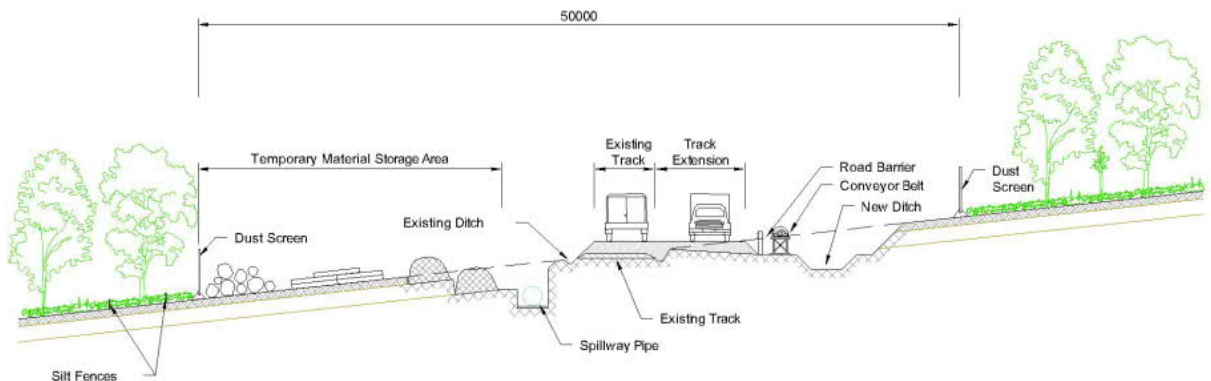 50000
Temporary Material Storage Area
Existing
Track
Track
Extension
Road Barrier
Conveyor Belt
New Ditch
Dust
Screen
Existing Ditch
Dust Screen
Existing Track
Spillway Pipe
Silt Fences